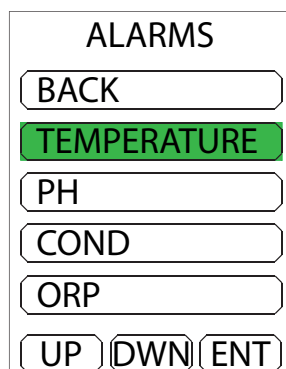 ALARMS
BACK
TEMPERATURE
PH
COND
ORP
UP DWN ENT